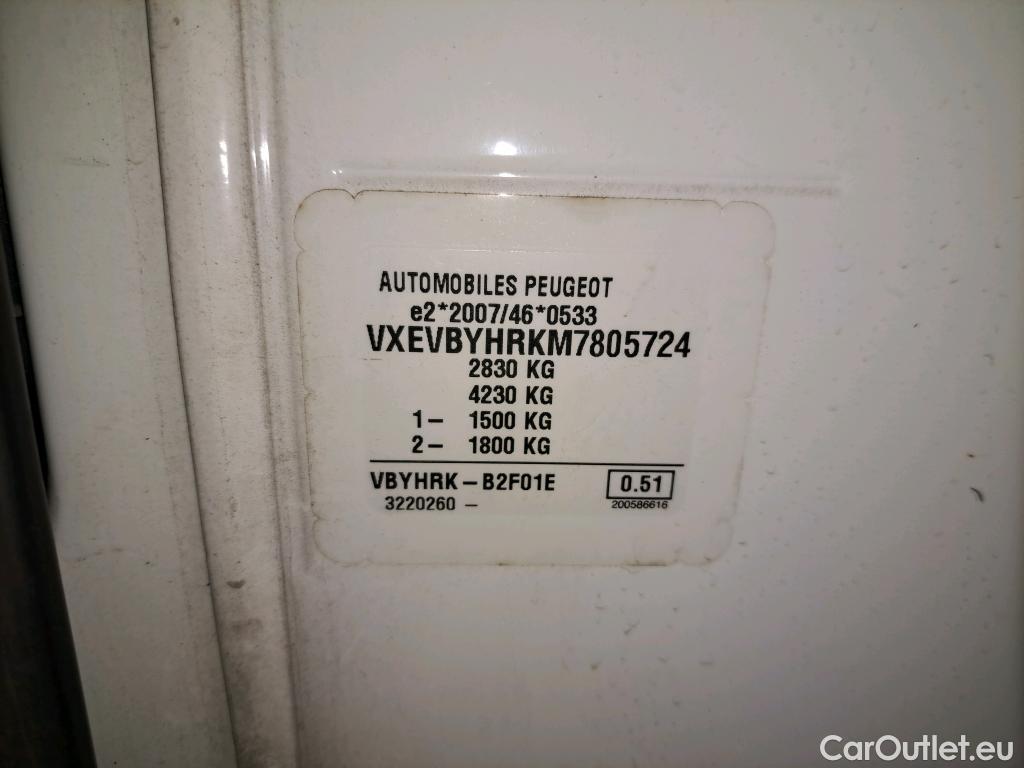 AUTOMOBILES PEUGEOT
e2*2007/46*0533
VXEVBYHRKM7805724
2830 KG
4230 KG
1– 1500 KG
2– 1800 KG
VBYHRK – B2F01E 0.51
3220260 – 200586616
CarOutlet.eu